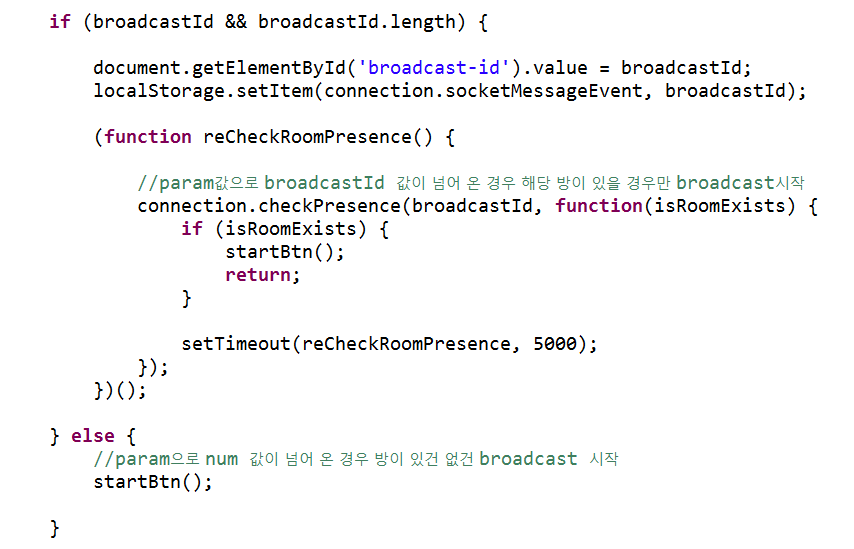 if (broadcastId && broadcastId.length) {
document.getElementById('broadcast-id').value = broadcastId;
localStorage.setItem(connection.socketMessageEvent, broadcastId);
(function reCheckRoomPresence() {
//param값으로 broadcastId 값이 넘어 온 경우 해당 방이 있을 경우만 broadcast시작
connection.checkPresence(broadcastId, function(isRoomExists) {
if (isRoomExists) {
startBtn();
return;
}
setTimeout(reCheckRoomPresence, 5000);
});
})();
} else {
//param으로 num 값이 넘어 온 경우 방이 있건 없건 broadcast 시작
startBtn();
}